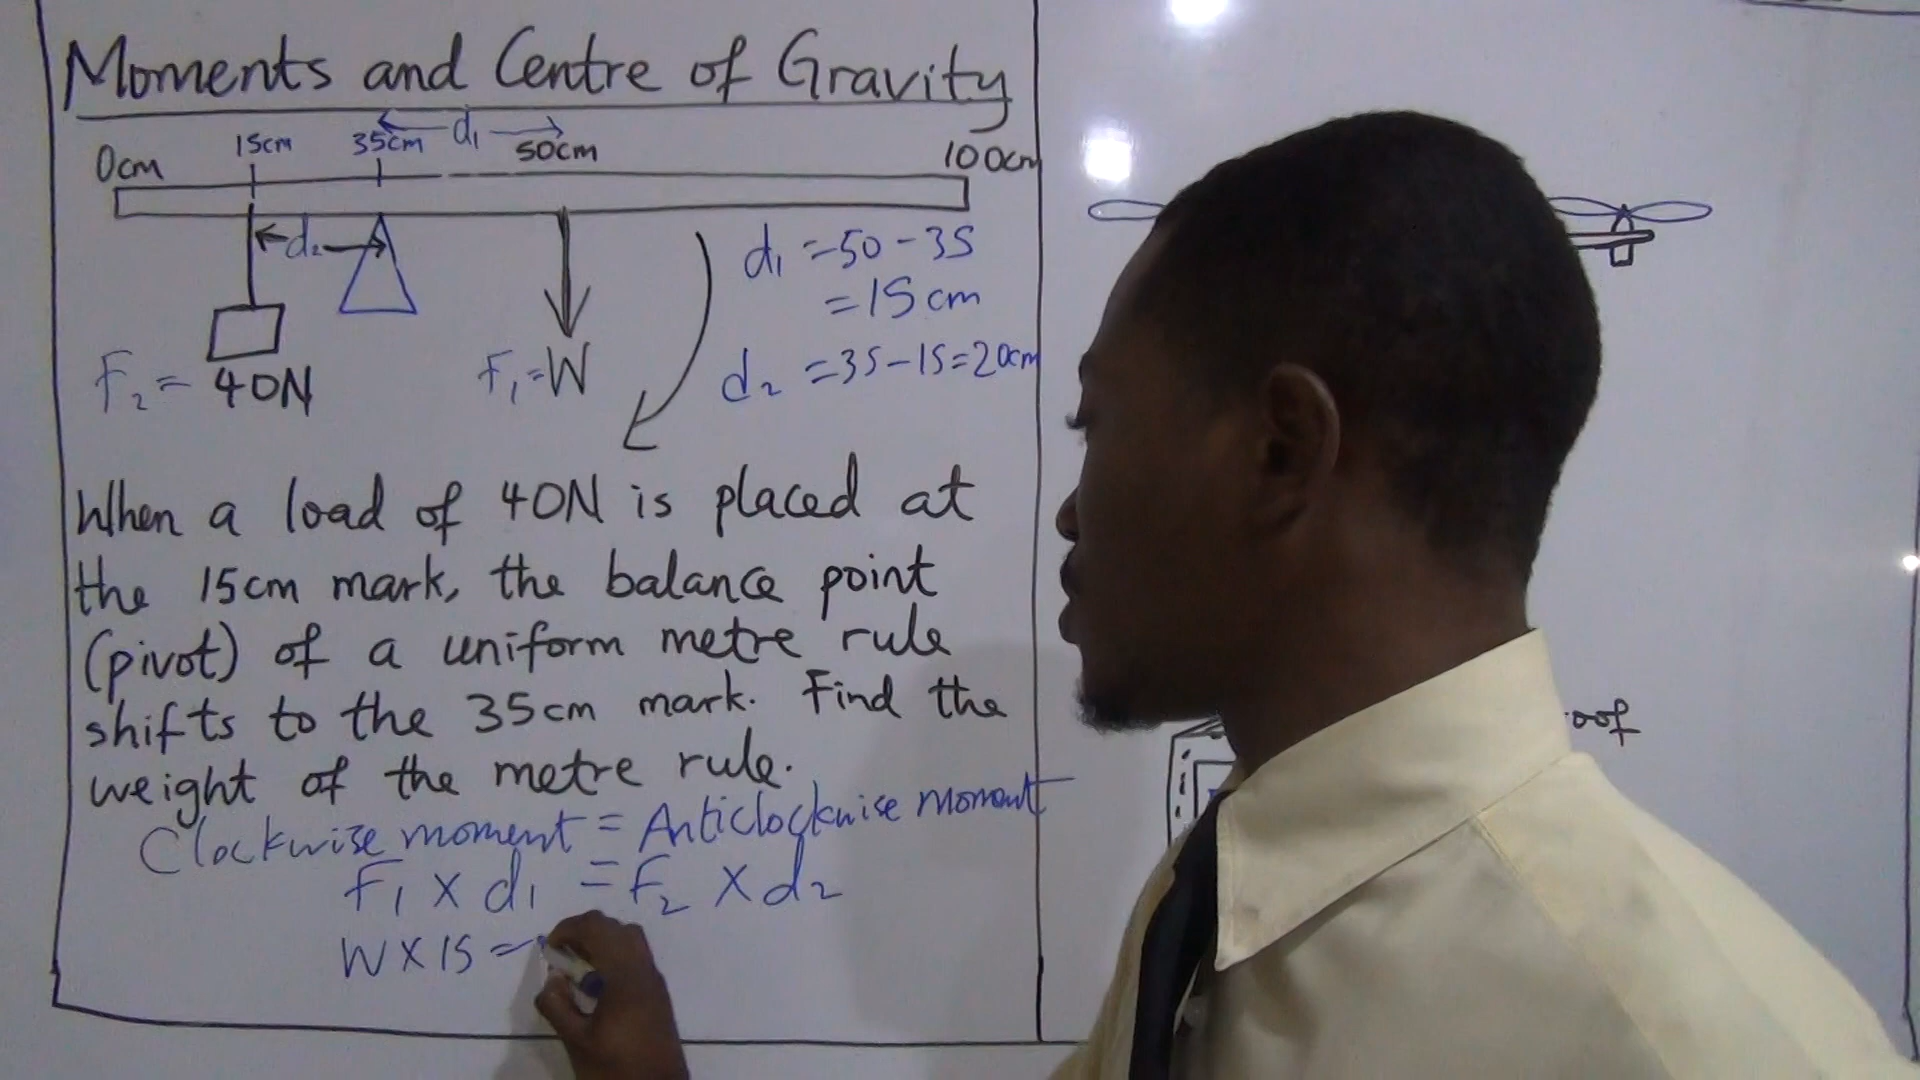 Moments and Centre of Gravity
d₁
0cm 15cm 35cm 50cm 100cm
d₂
d₁ = 50 - 35
= 15 cm
d₂ = 35 - 15 = 20cm
F₂ = 40N F₁ = W
When a load of 40N is placed at
the 15cm mark, the balance point
(pivot) of a uniform metre rule
shifts to the 35cm mark. Find the
weight of the metre rule.
Clockwise moment = Anticlockwise moment
F₁ X d₁ = F₂ X d₂
W X 15 =